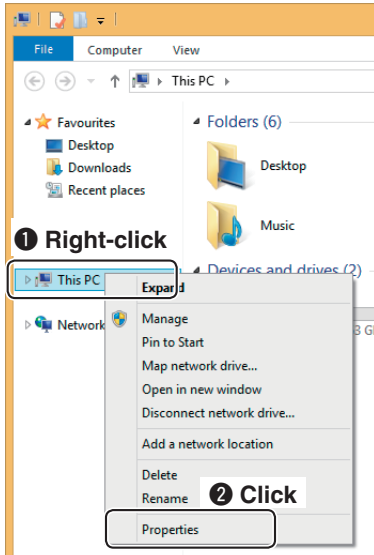 File Computer View
This PC
Favourites
Desktop
Downloads
Recent places
Folders (6)
Desktop
Music
❶ Right-click
Devices and drives (2)
This PC
Network
Expand
Manage
Pin to Start
Map network drive...
Open in new window
Disconnect network drive...
Add a network location
Delete
Rename
❷ Click
Properties